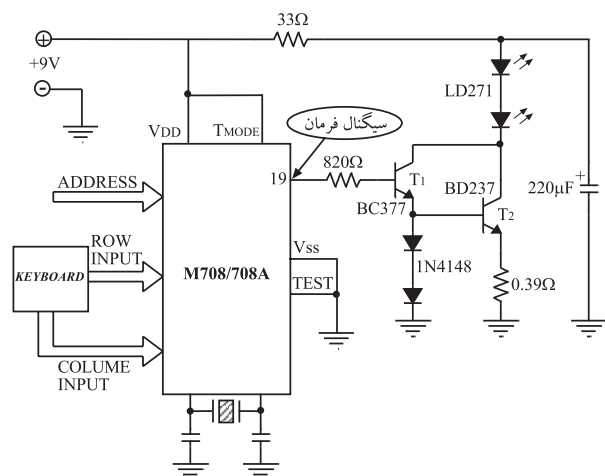 33Ω
+9V
LD271
VDD
TMODE
سیگنال فرمان
19
820Ω
T1
BC377
BD237
T2
220µF
+
ADDRESS
ROW
INPUT
KEYBOARD
M708/708A
VSS
TEST
1N4148
0.39Ω
COLUME
INPUT